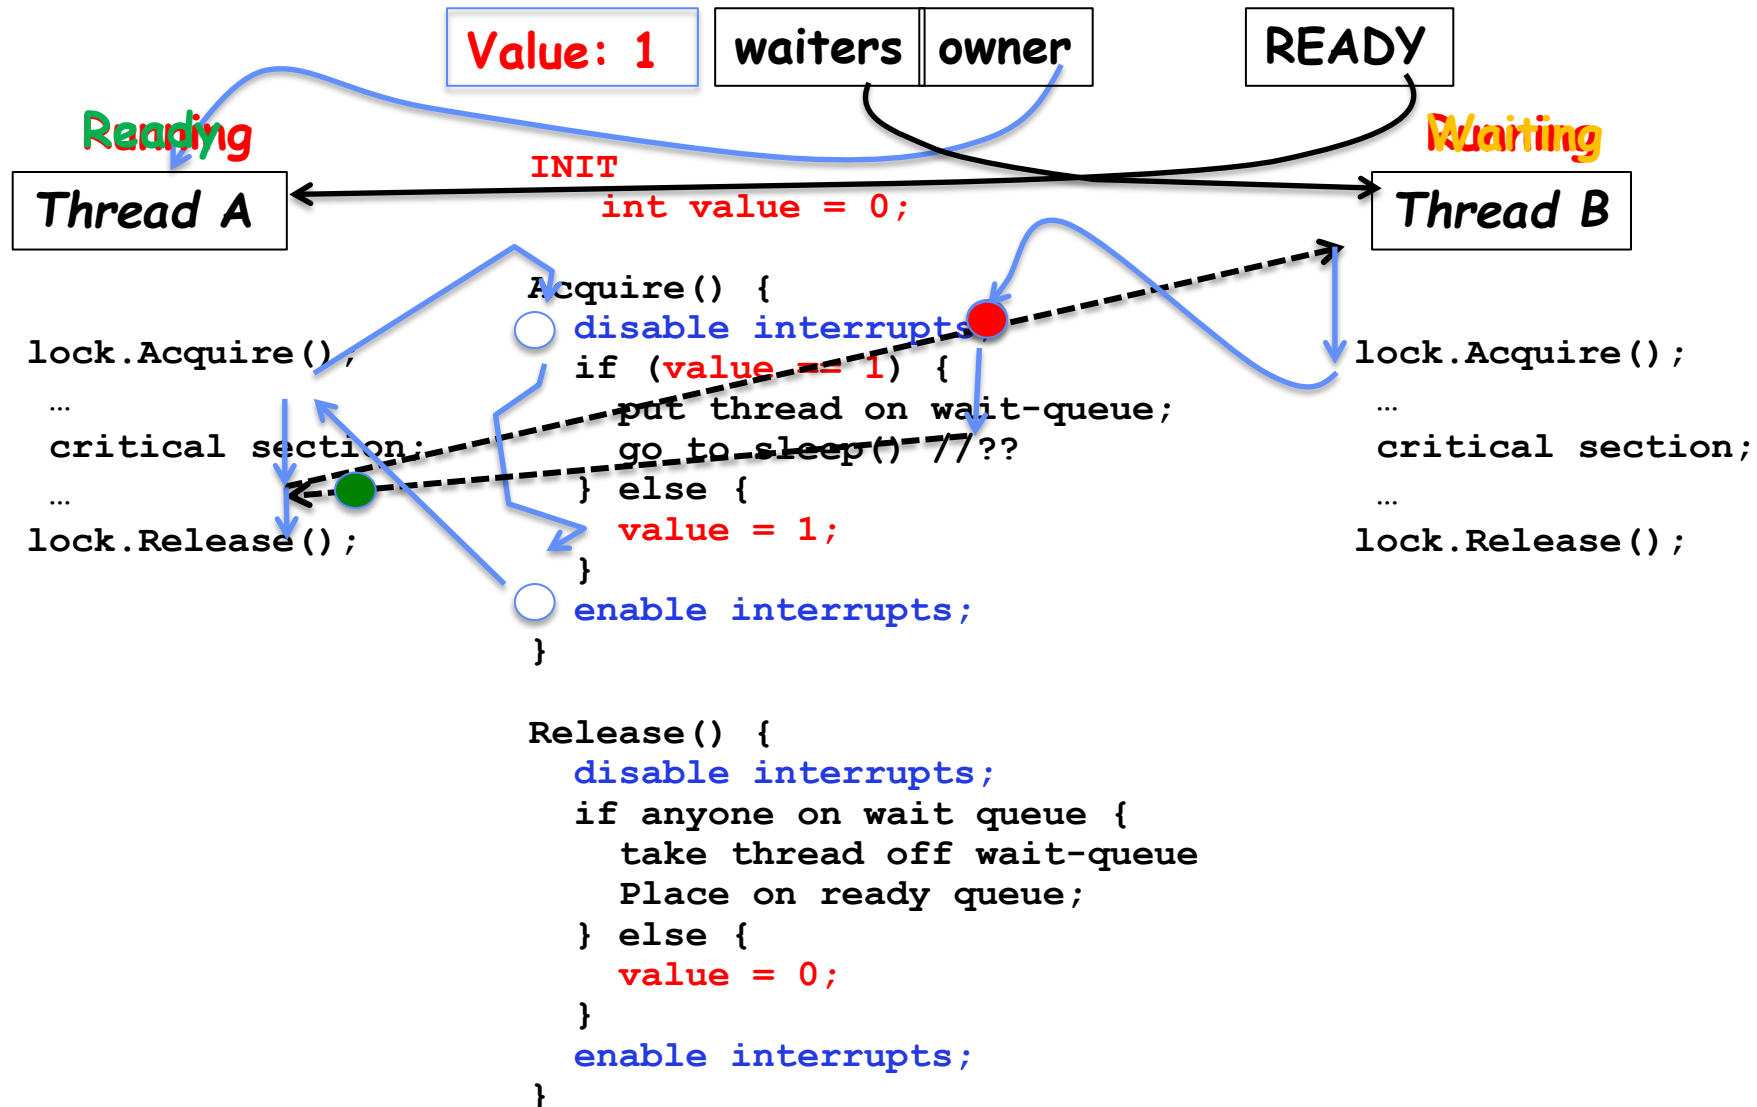 Value: 1
waiters
owner
READY
Ready
Running
Waiting
Running
Thread A
Thread B
INIT
int value = 0;
Acquire() {
disable interrupts;
if (value == 1) {
put thread on wait-queue;
go to sleep() //??
} else {
value = 1;
}
enable interrupts;
}
Release() {
disable interrupts;
if anyone on wait queue {
take thread off wait-queue
Place on ready queue;
} else {
value = 0;
}
enable interrupts;
}
lock.Acquire();
…
critical section;
…
lock.Release();
lock.Acquire();
…
critical section;
…
lock.Release();